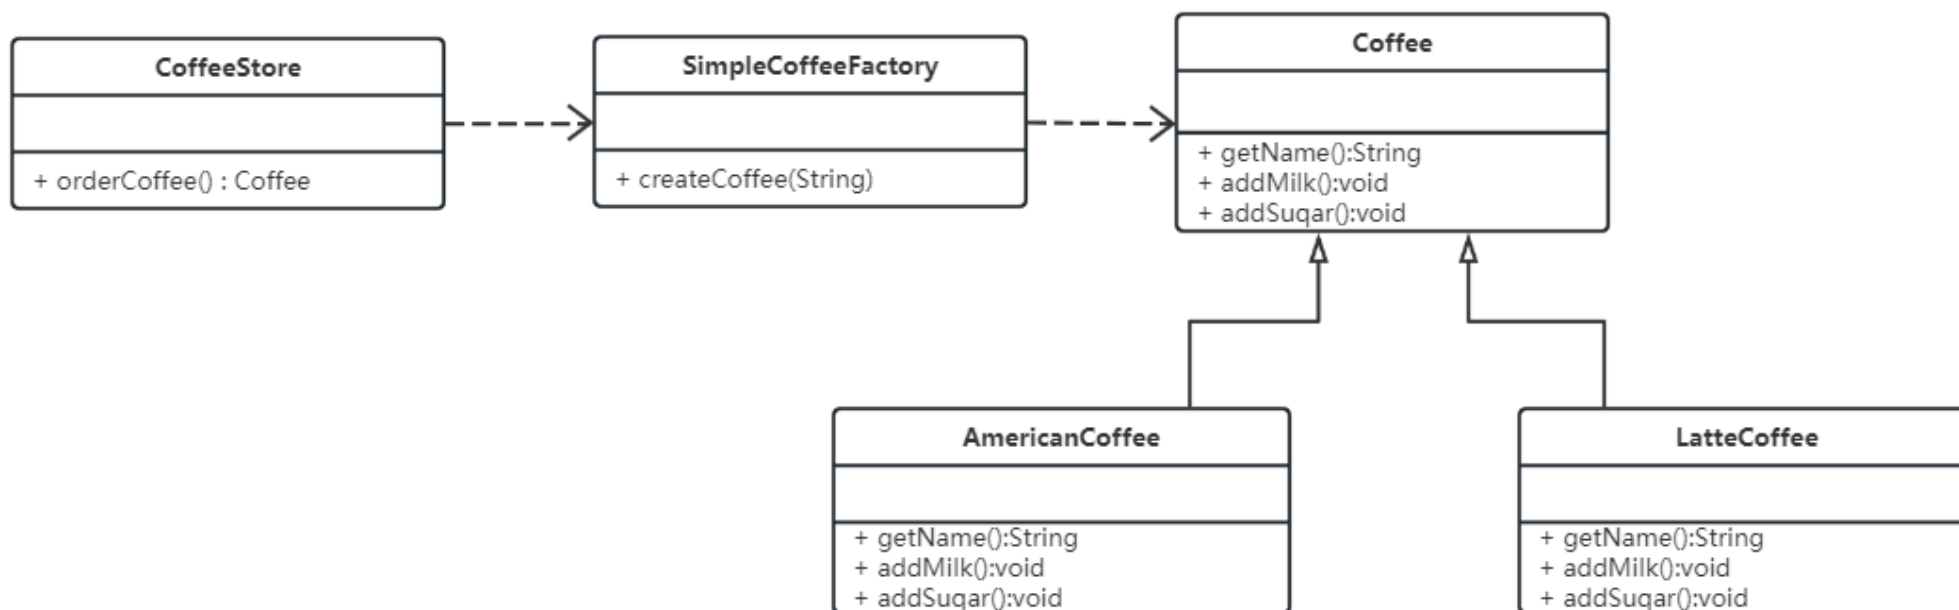 CoffeeStore
+ orderCoffee() : Coffee
SimpleCoffeeFactory
+ createCoffee(String)
Coffee
+ getName():String
+ addMilk():void
+ addSugar():void
AmericanCoffee
+ getName():String
+ addMilk():void
+ addSugar():void
LatteCoffee
+ getName():String
+ addMilk():void
+ addSugar():void